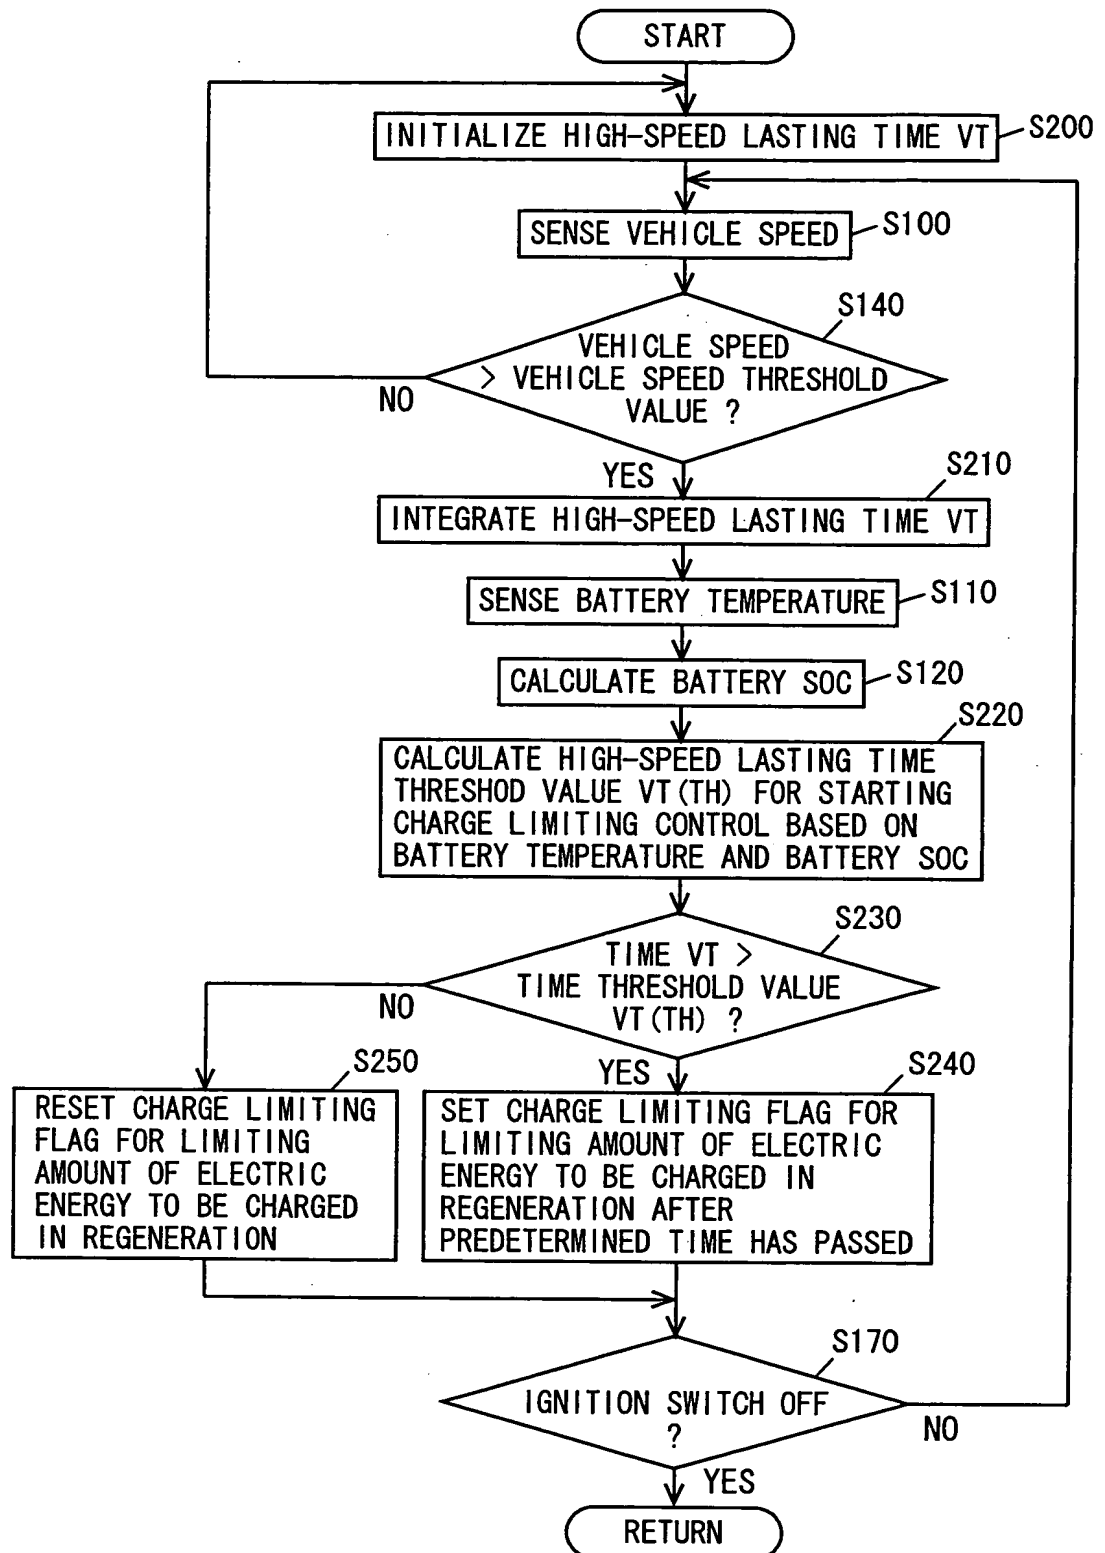 START
INITIALIZE HIGH-SPEED LASTING TIME VT
S200
SENSE VEHICLE SPEED
S100
S140
VEHICLE SPEED
> VEHICLE SPEED THRESHOLD
VALUE ?
NO
YES
S210
INTEGRATE HIGH-SPEED LASTING TIME VT
SENSE BATTERY TEMPERATURE
S110
CALCULATE BATTERY SOC
S120
S220
CALCULATE HIGH-SPEED LASTING TIME
THRESHOD VALUE VT(TH) FOR STARTING
CHARGE LIMITING CONTROL BASED ON
BATTERY TEMPERATURE AND BATTERY SOC
S230
TIME VT >
TIME THRESHOLD VALUE
VT(TH) ?
NO
YES
S250
RESET CHARGE LIMITING
FLAG FOR LIMITING
AMOUNT OF ELECTRIC
ENERGY TO BE CHARGED
IN REGENERATION
S240
SET CHARGE LIMITING FLAG FOR
LIMITING AMOUNT OF ELECTRIC
ENERGY TO BE CHARGED IN
REGENERATION AFTER
PREDETERMINED TIME HAS PASSED
S170
IGNITION SWITCH OFF
?
NO
YES
RETURN